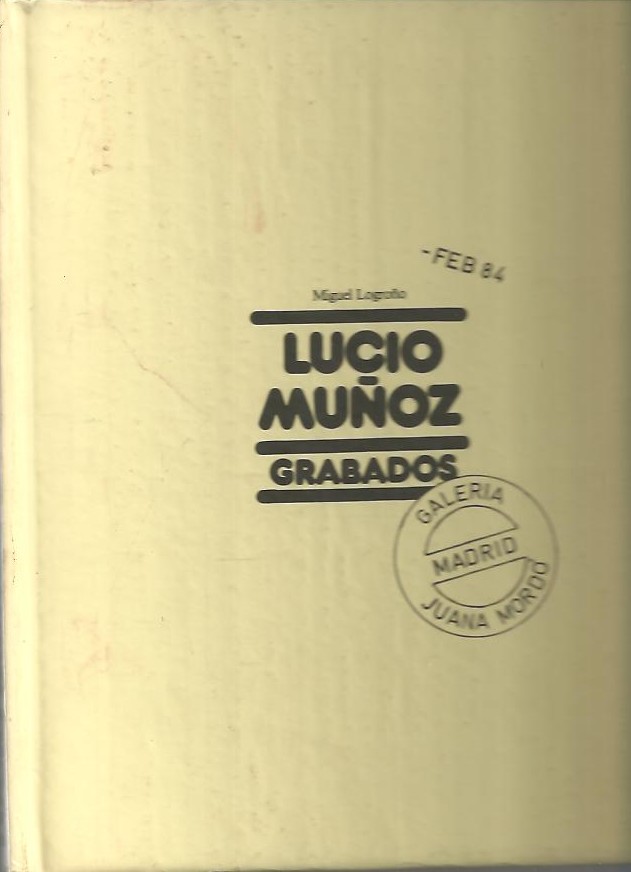 -FEB 84
Miguel Logroño
LUCIO
MUÑOZ
GRABADOS
GALERIA
MADRID
JUANA MORDO